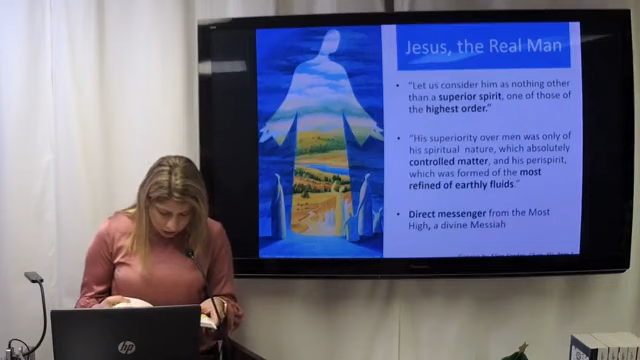 Jesus, the Real Man
• "Let us consider him as nothing other
than a superior spirit, one of those of
the highest order."
• "His superiority over men was only of
his spiritual nature, which absolutely
controlled matter, and his perispirit,
which was formed of the most
refined of earthly fluids."
• Direct messenger from the Most
High, a divine Messiah
hp